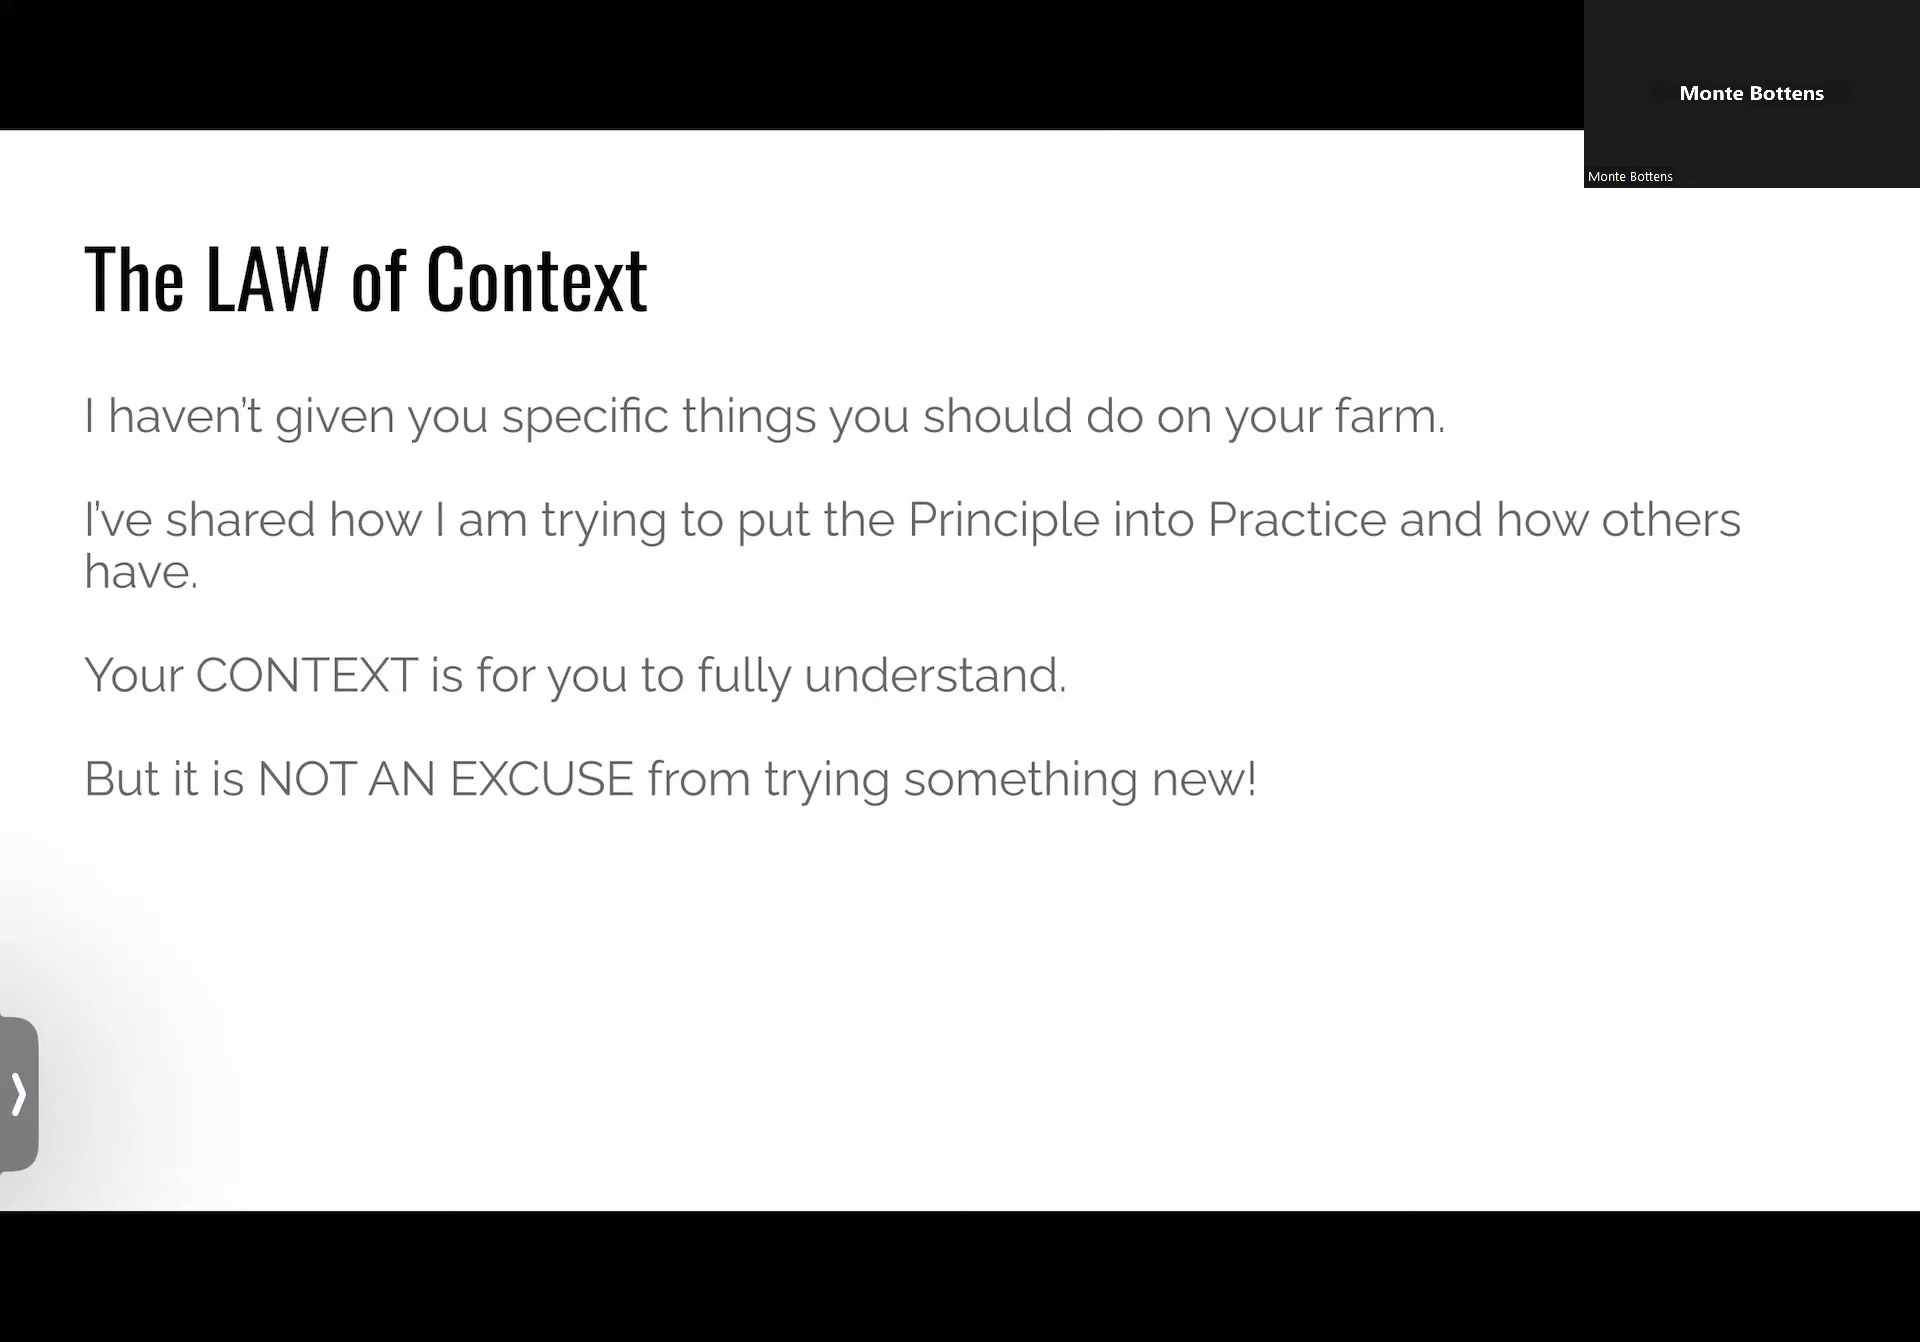 Monte Bottens
Monte Bottens
The LAW of Context
I haven’t given you specific things you should do on your farm.
I’ve shared how I am trying to put the Principle into Practice and how others
have.
Your CONTEXT is for you to fully understand.
But it is NOT AN EXCUSE from trying something new!